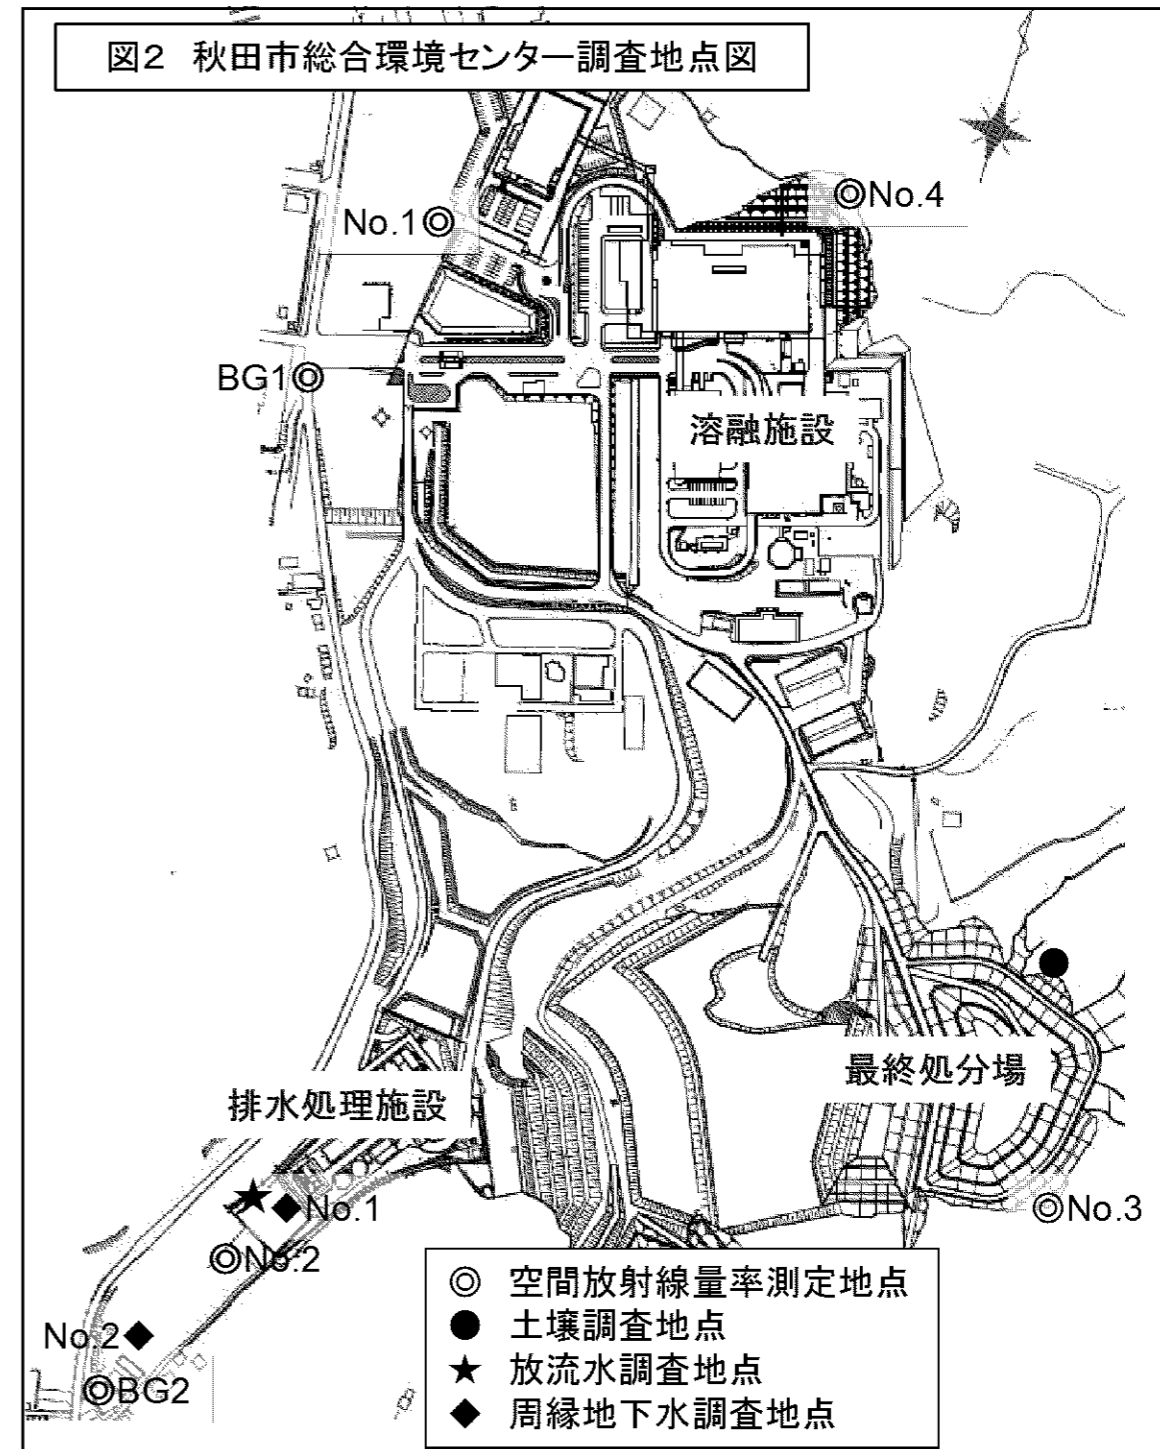 図2 秋田市総合環境センター調査地点図
No.4
No.1
BG1
溶融施設
最終処分場
排水処理施設
No.1
No.3
No.2
No.2
BG2
◎ 空間放射線量率測定地点
● 土壌調査地点
★ 放流水調査地点
◆ 周縁地下水調査地点